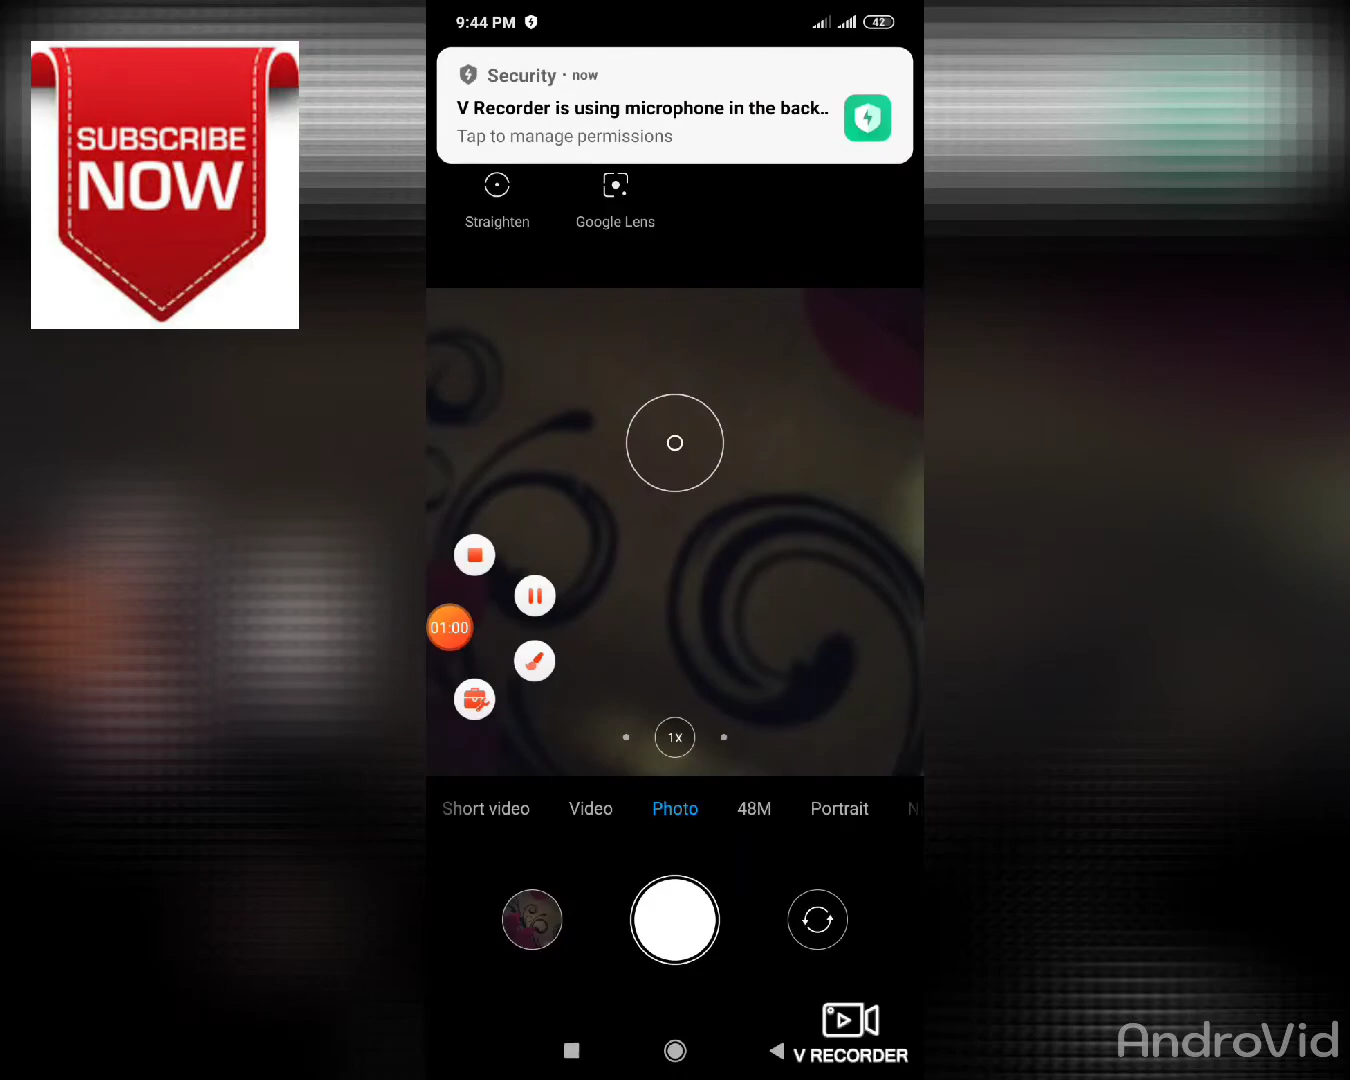 9:44 PM
42
SUBSCRIBE
NOW
Security · now
V Recorder is using microphone in the back..
Tap to manage permissions
Straighten
Google Lens
01:00
1X
Short video
Video
Photo
48M
Portrait
V RECORDER
AndroVid